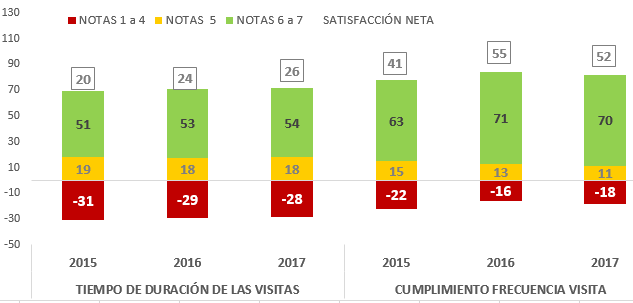 NOTAS 1 a 4 NOTAS 5 NOTAS 6 a 7 SATISFACCIÓN NETA
130
110
90
70
50
30
10
-10
-30
-50
20 24 26 41 55 52
51 53 54 63 71 70
19 18 18 15 13 11
-31 -29 -28 -22 -16 -18
2015 2016 2017 2015 2016 2017
TIEMPO DE DURACIÓN DE LAS VISITAS CUMPLIMIENTO FRECUENCIA VISITA